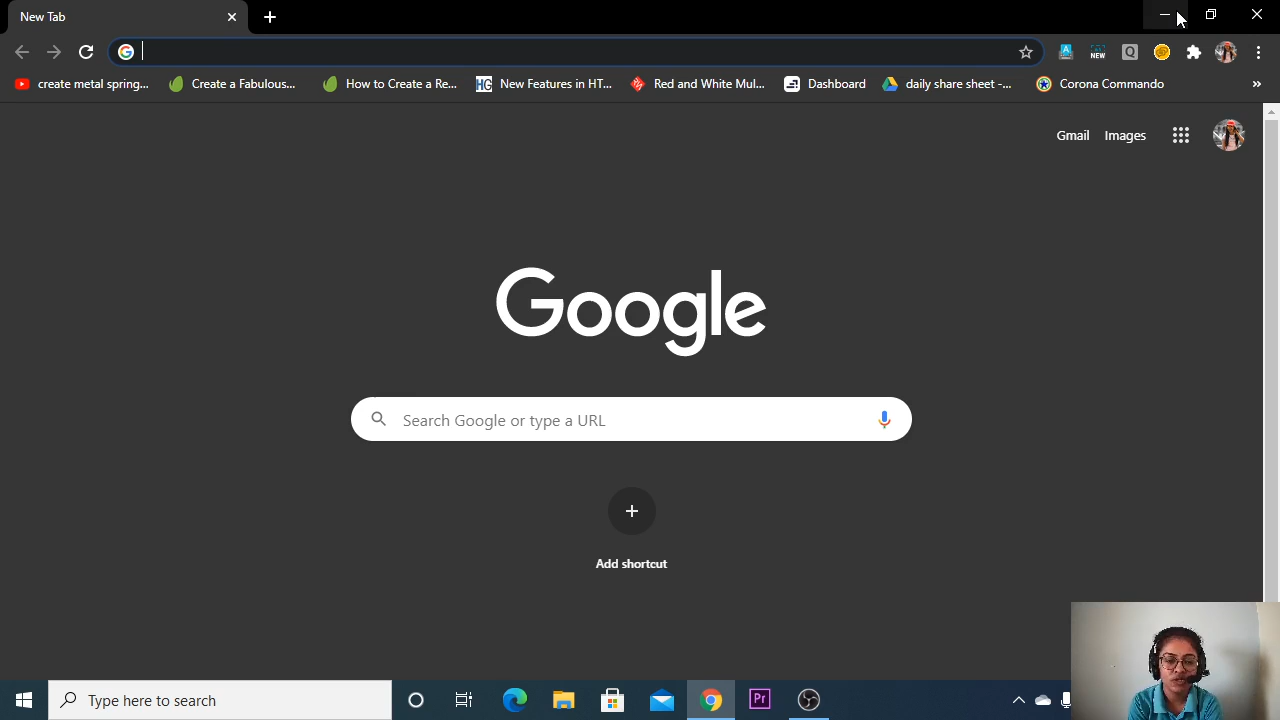 New Tab
create metal spring...
Create a Fabulous...
How to Create a Re...
HG New Features in HT...
Red and White Mul...
Dashboard
daily share sheet -...
Corona Commando
»
Gmail
Images
Google
Search Google or type a URL
Add shortcut
Type here to search
Pr
A
NEW
Q